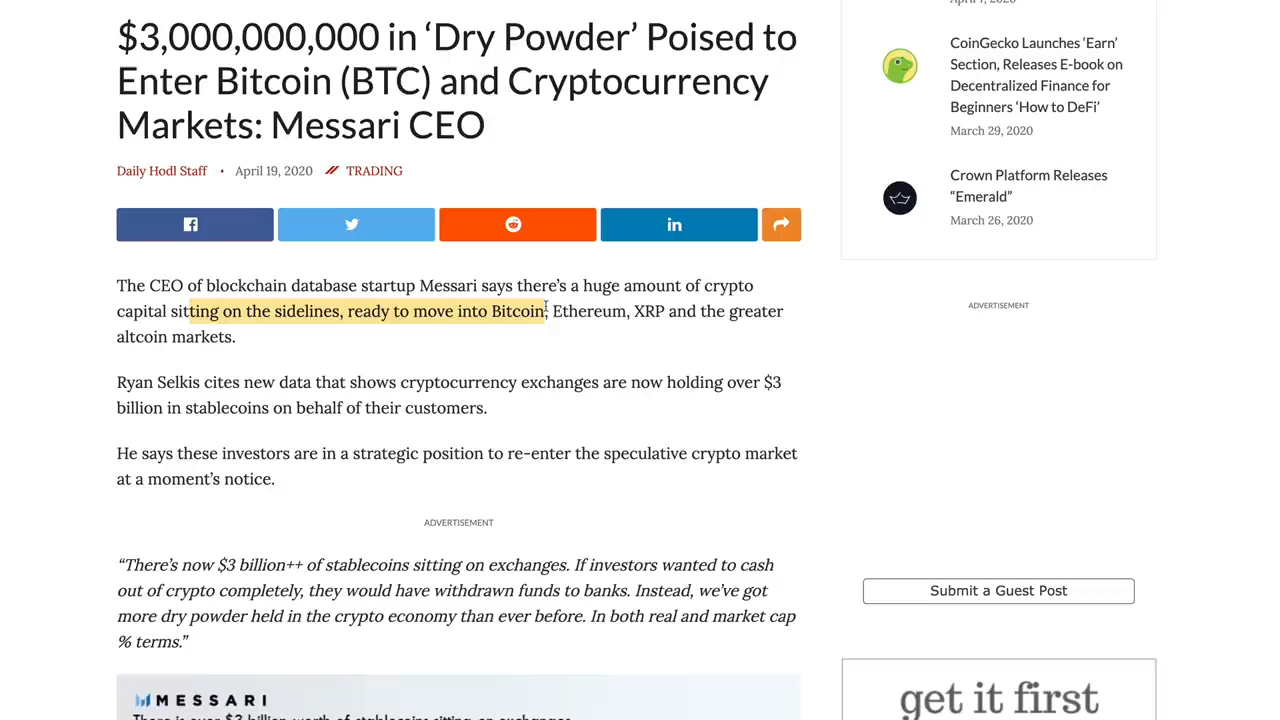 $3,000,000,000 in ‘Dry Powder’ Poised to
Enter Bitcoin (BTC) and Cryptocurrency
Markets: Messari CEO
Daily Hodl Staff • April 19, 2020 TRADING
The CEO of blockchain database startup Messari says there’s a huge amount of crypto
capital sitting on the sidelines, ready to move into Bitcoin, Ethereum, XRP and the greater
altcoin markets.
Ryan Selkis cites new data that shows cryptocurrency exchanges are now holding over $3
billion in stablecoins on behalf of their customers.
He says these investors are in a strategic position to re-enter the speculative crypto market
at a moment’s notice.
ADVERTISEMENT
“There’s now $3 billion++ of stablecoins sitting on exchanges. If investors wanted to cash
out of crypto completely, they would have withdrawn funds to banks. Instead, we’ve got
more dry powder held in the crypto economy than ever before. In both real and market cap
% terms.”
MESSARI
There is over $3 billion worth of stablecoins sitting on exchanges
April 7, 2020
CoinGecko Launches ‘Earn’
Section, Releases E-book on
Decentralized Finance for
Beginners ‘How to DeFi’
March 29, 2020
Crown Platform Releases
“Emerald”
March 26, 2020
ADVERTISEMENT
Submit a Guest Post
get it first